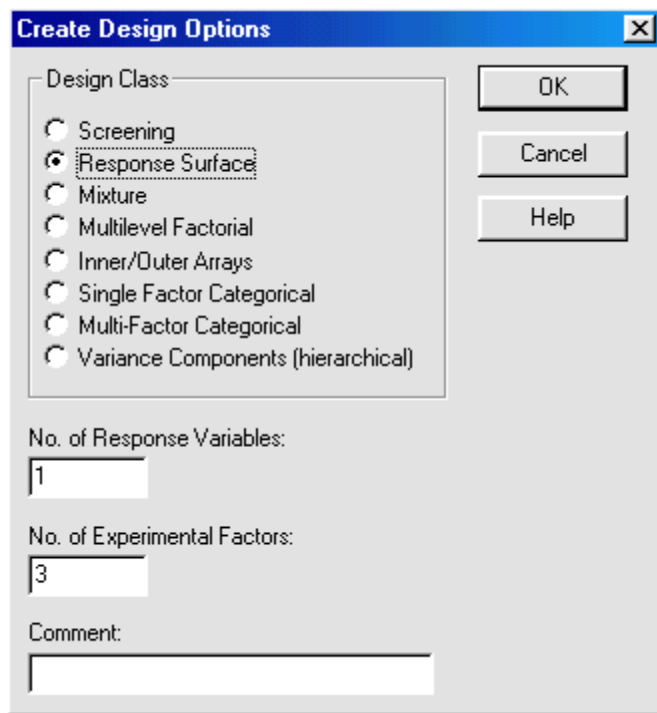 Create Design Options
Design Class
Screening
Response Surface
Mixture
Multilevel Factorial
Inner/Outer Arrays
Single Factor Categorical
Multi-Factor Categorical
Variance Components (hierarchical)
OK
Cancel
Help
No. of Response Variables:
1
No. of Experimental Factors:
3
Comment: